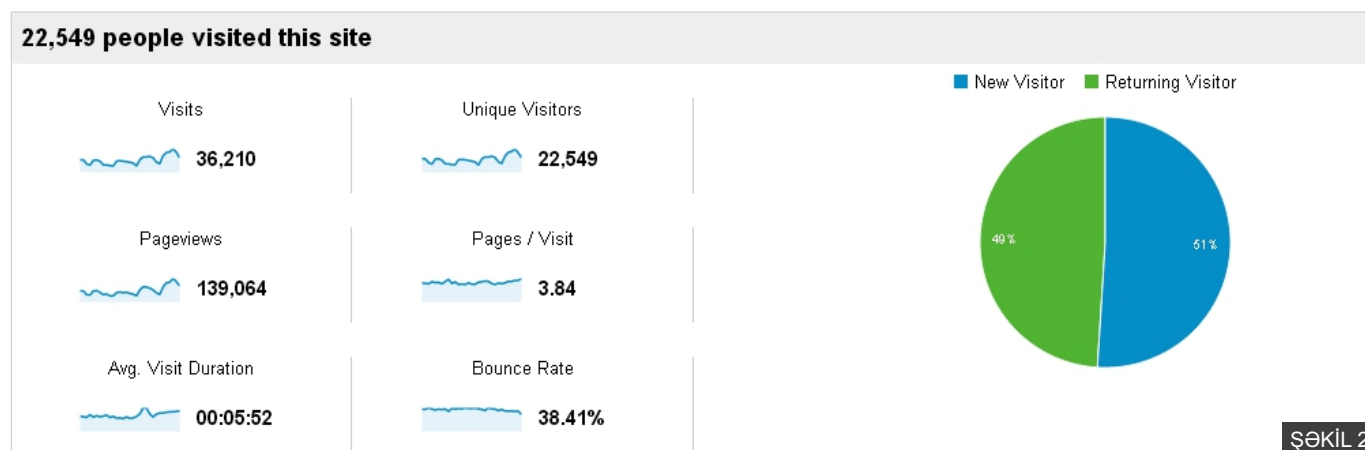 22,549 people visited this site
New Visitor Returning Visitor
Visits
36,210
Unique Visitors
22,549
Pageviews
139,064
Pages / Visit
3.84
Avg. Visit Duration
00:05:52
Bounce Rate
38.41%
49%
51%
ŞƏKİL 2